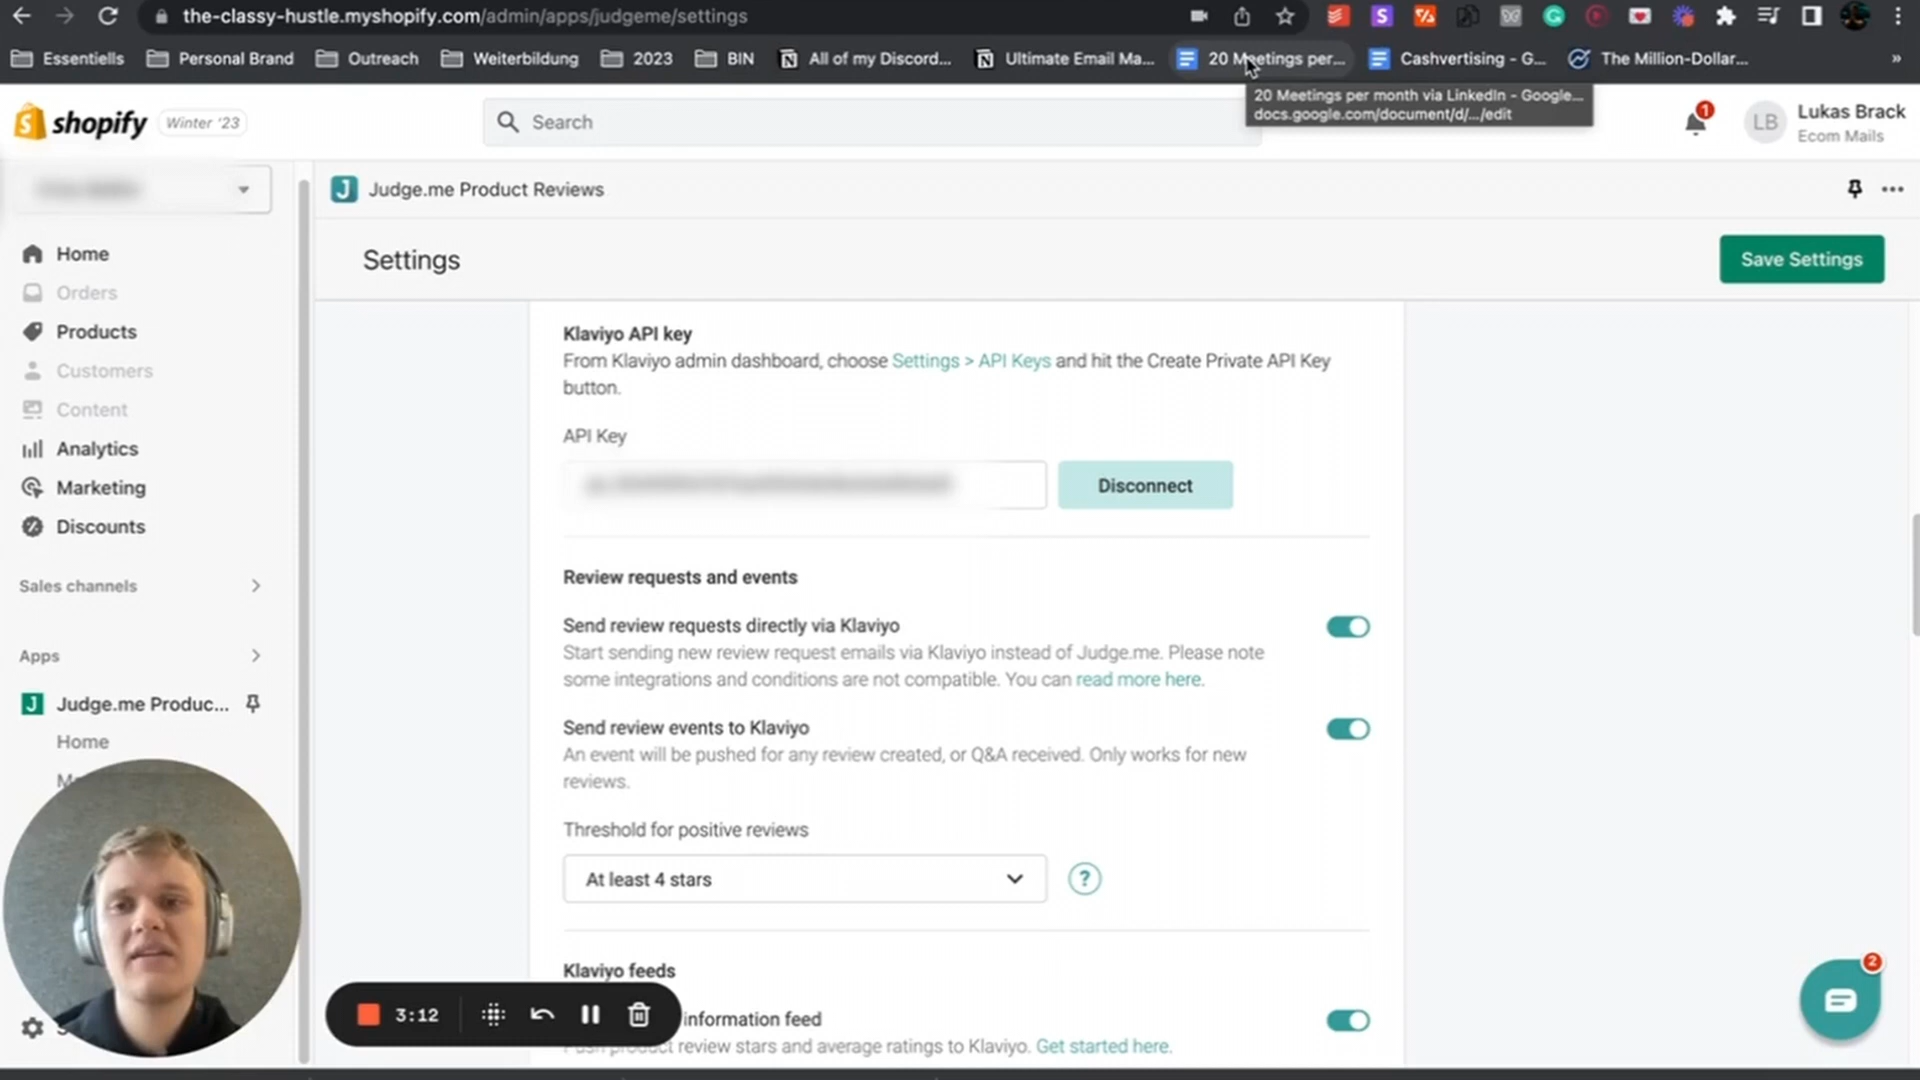 the-classy-hustle.myshopify.com/admin/apps/judgeme/settings
Essentiells
Personal Brand
Outreach
Weiterbildung
2023
BIN
All of my Discord...
Ultimate Email Ma...
20 Meetings per...
Cashvertising - G...
The Million-Dollar...
»
20 Meetings per month via LinkedIn - Google...
docs.google.com/document/d/.../edit
shopify
Winter '23
Search
1
LB
Lukas Brack
Ecom Mails
J
Judge.me Product Reviews
Settings
Save Settings
Home
Orders
Products
Customers
Content
Analytics
Marketing
Discounts
Sales channels
Apps
J
Judge.me Produc...
Home
Klaviyo API key
From Klaviyo admin dashboard, choose Settings > API Keys and hit the Create Private API Key
button.
API Key
Disconnect
Review requests and events
Send review requests directly via Klaviyo
Start sending new review request emails via Klaviyo instead of Judge.me. Please note
some integrations and conditions are not compatible. You can read more here.
Send review events to Klaviyo
An event will be pushed for any review created, or Q&A received. Only works for new
reviews.
Threshold for positive reviews
At least 4 stars
?
Klaviyo feeds
information feed
product review stars and average ratings to Klaviyo. Get started here.
3:12
2